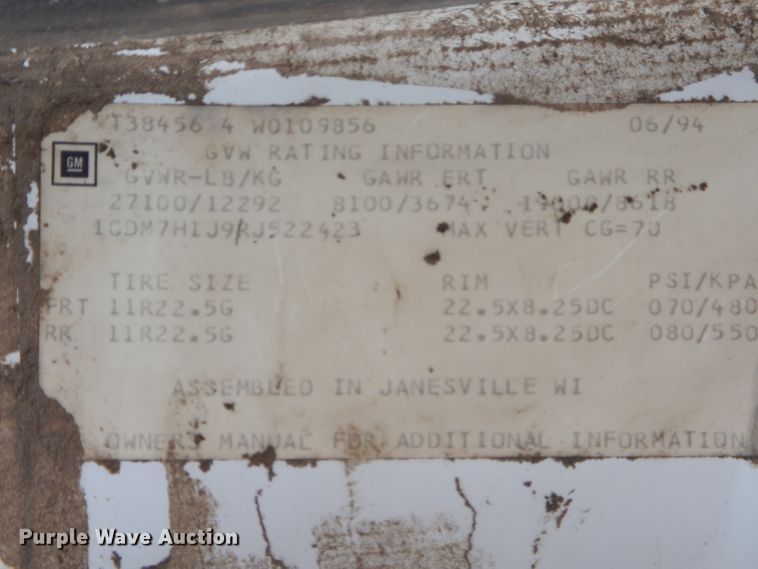 T38456 4 W0109856 06/94
GM
GVW RATING INFORMATION
GVWR-LB/KG GAWR FRT GAWR RR
27100/12292 8100/3674 19000/8618
1GDM7H1J9RJ522423 MAX VERT CG=70
TIRE SIZE RIM PSI/KPA
FRT 11R22.5G 22.5X8.25DC 070/480
RR 11R22.5G 22.5X8.25DC 080/550
ASSEMBLED IN JANESVILLE WI
OWNERS MANUAL FOR ADDITIONAL INFORMATION
Purple Wave Auction